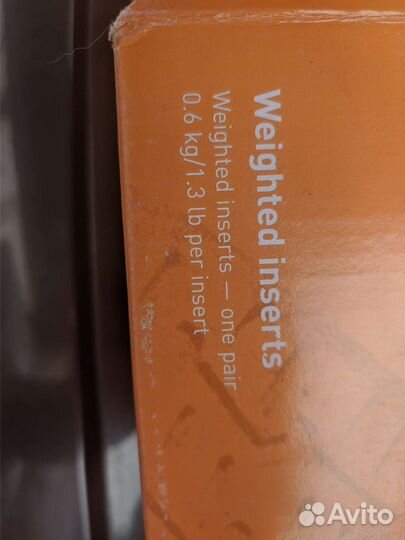 Weighted inserts
Weighted inserts — one pair
0.6 kg/1.3 lb per insert
Avito